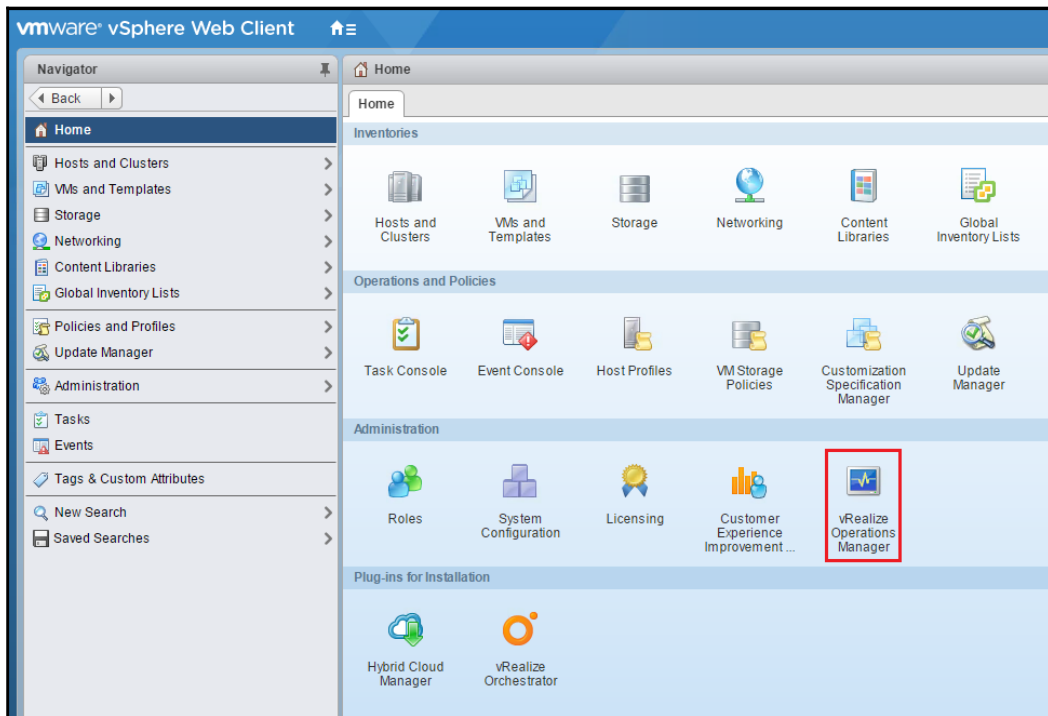 vmware® vSphere Web Client
Navigator
Back
Home
Hosts and Clusters
VMs and Templates
Storage
Networking
Content Libraries
Global Inventory Lists
Policies and Profiles
Update Manager
Administration
Tasks
Events
Tags & Custom Attributes
New Search
Saved Searches
Home
Home
Inventories
Hosts and
Clusters
VMs and
Templates
Storage
Networking
Content
Libraries
Global
Inventory Lists
Operations and Policies
Task Console
Event Console
Host Profiles
VM Storage
Policies
Customization
Specification
Manager
Update
Manager
Administration
Roles
System
Configuration
Licensing
Customer
Experience
Improvement ...
vRealize
Operations
Manager
Plug-ins for Installation
Hybrid Cloud
Manager
vRealize
Orchestrator